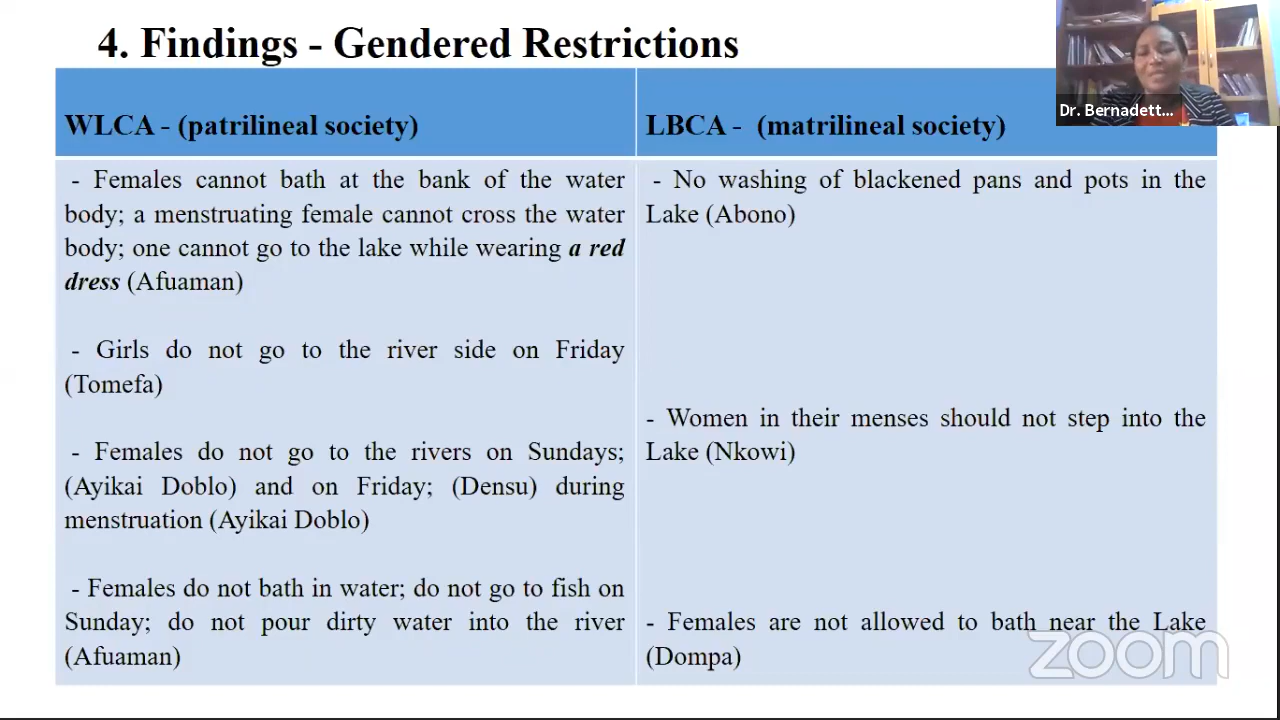 4. Findings - Gendered Restrictions
Dr. Bernadett...
WLCA - (patrilineal society)
- Females cannot bath at the bank of the water
body; a menstruating female cannot cross the water
body; one cannot go to the lake while wearing a red
dress (Afuaman)
- Girls do not go to the river side on Friday
(Tomefa)
- Females do not go to the rivers on Sundays;
(Ayikai Doblo) and on Friday; (Densu) during
menstruation (Ayikai Doblo)
- Females do not bath in water; do not go to fish on
Sunday; do not pour dirty water into the river
(Afuaman)
LBCA - (matrilineal society)
- No washing of blackened pans and pots in the
Lake (Abono)
- Women in their menses should not step into the
Lake (Nkowi)
- Females are not allowed to bath near the Lake
(Dompa)
zoom